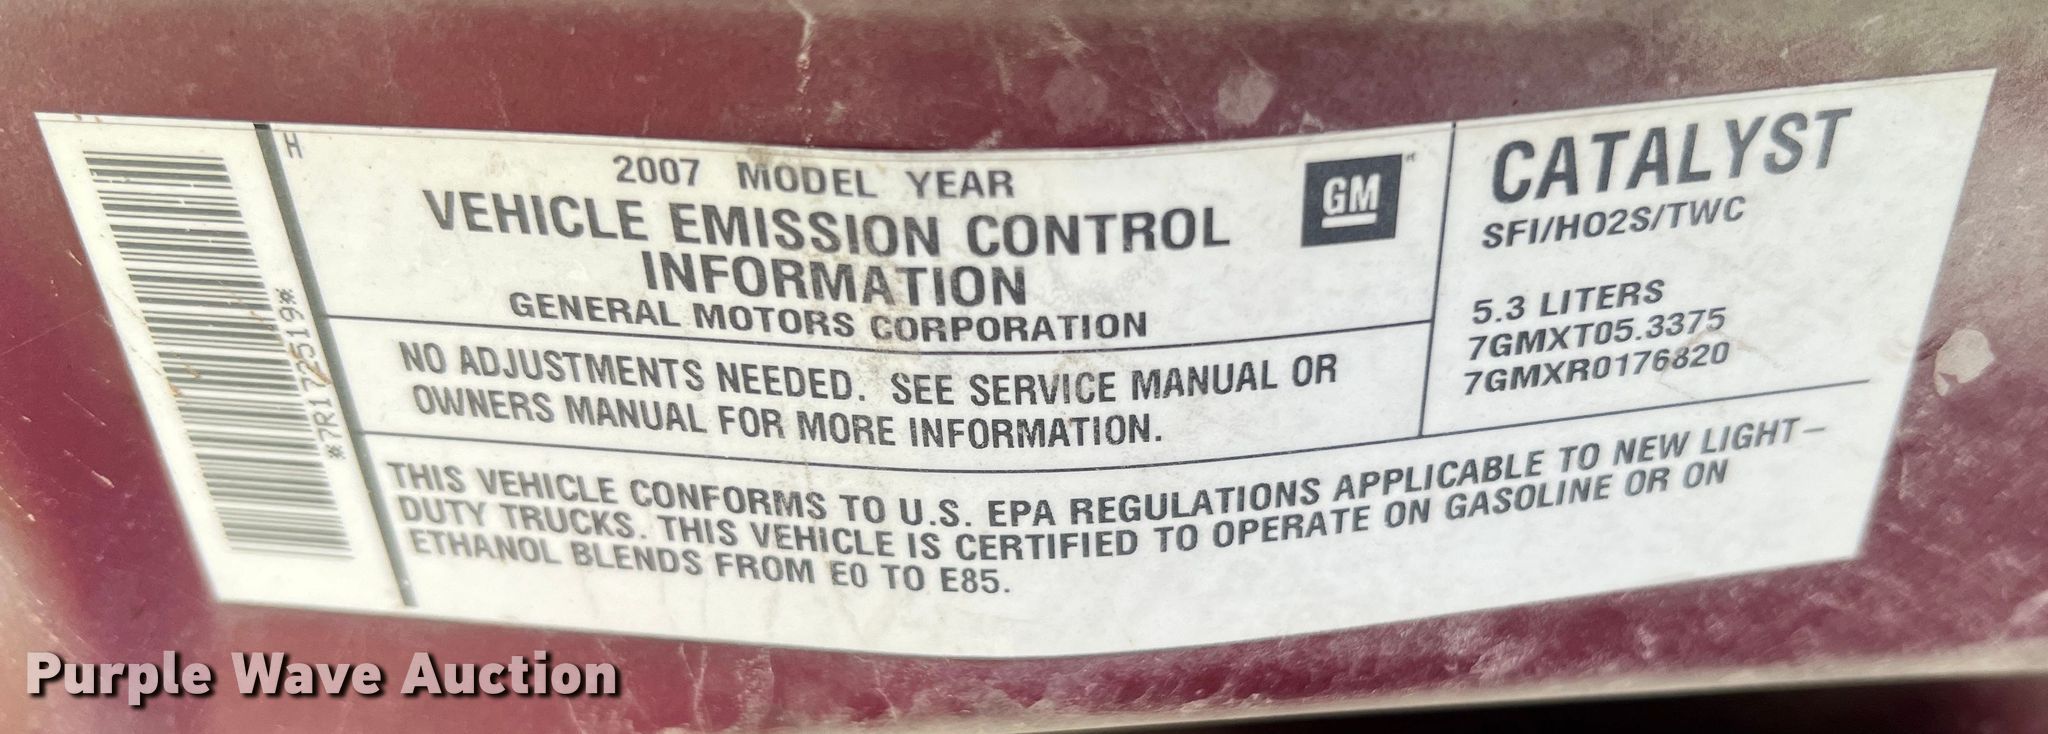 H
*7R1725519*
2007 MODEL YEAR
VEHICLE EMISSION CONTROL
INFORMATION
GENERAL MOTORS CORPORATION
GM
NO ADJUSTMENTS NEEDED. SEE SERVICE MANUAL OR
OWNERS MANUAL FOR MORE INFORMATION.
CATALYST
SFI/HO2S/TWC
5.3 LITERS
7GMXT05.3375
7GMXR0176820
THIS VEHICLE CONFORMS TO U.S. EPA REGULATIONS APPLICABLE TO NEW LIGHT-
DUTY TRUCKS. THIS VEHICLE IS CERTIFIED TO OPERATE ON GASOLINE OR ON
ETHANOL BLENDS FROM E0 TO E85.
Purple Wave Auction